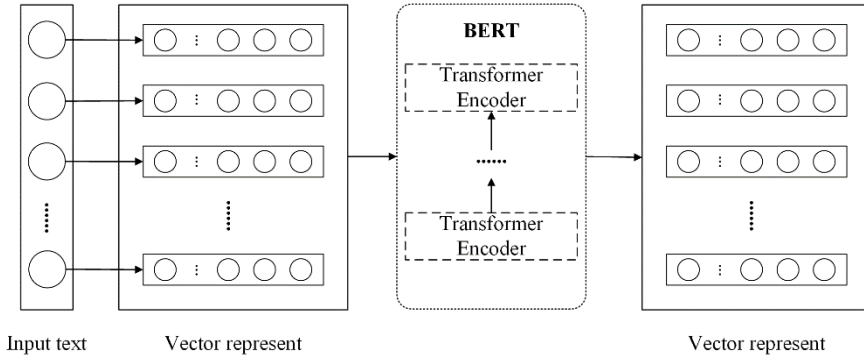 BERT
Transformer
Encoder
......
Transformer
Encoder
Input text
Vector represent
Vector represent